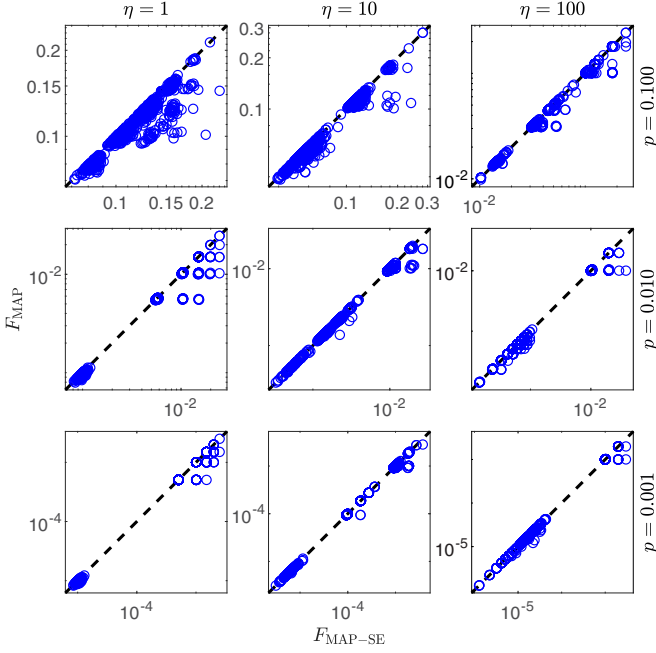 η = 1 η = 10 η = 100
0.2
0.15
0.1
0.1 0.15 0.2
0.3
0.2
0.1
0.1 0.2 0.3
10⁻²
10⁻²
p = 0.100
F_MAP
10⁻²
10⁻²
10⁻²
10⁻²
10⁻²
10⁻²
p = 0.010
10⁻⁴
10⁻⁴
10⁻⁴
10⁻⁴
10⁻⁵
10⁻⁵
p = 0.001
F_MAP−SE